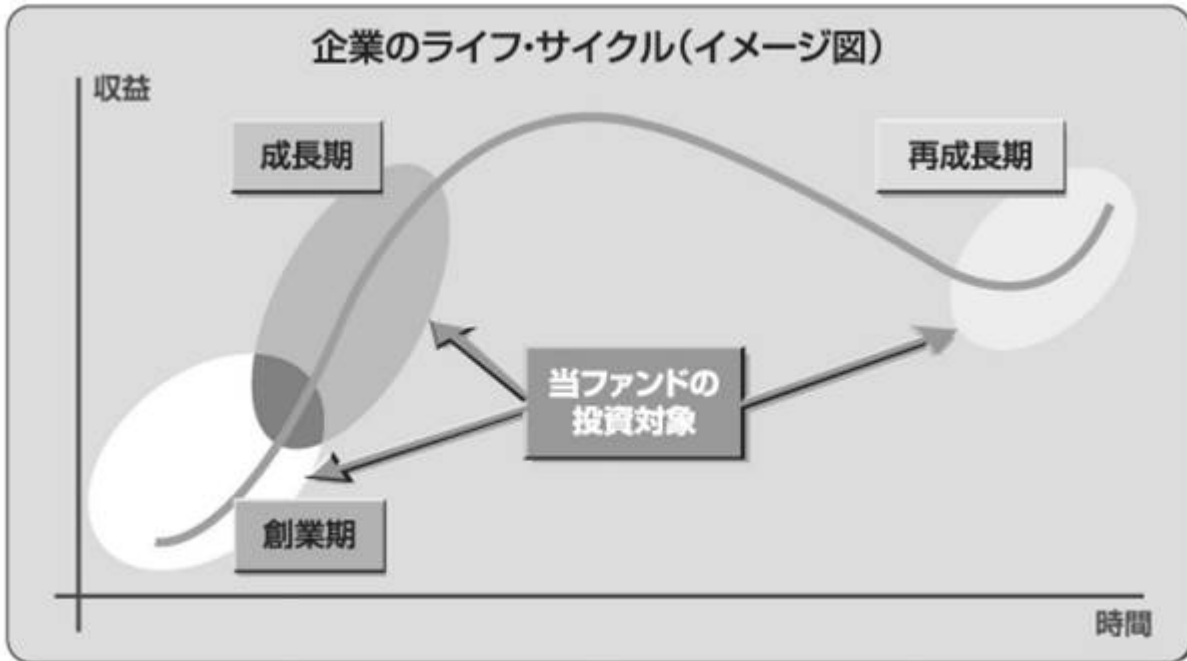 企業のライフ・サイクル(イメージ図)
収益
成長期
再成長期
当ファンドの
投資対象
創業期
時間